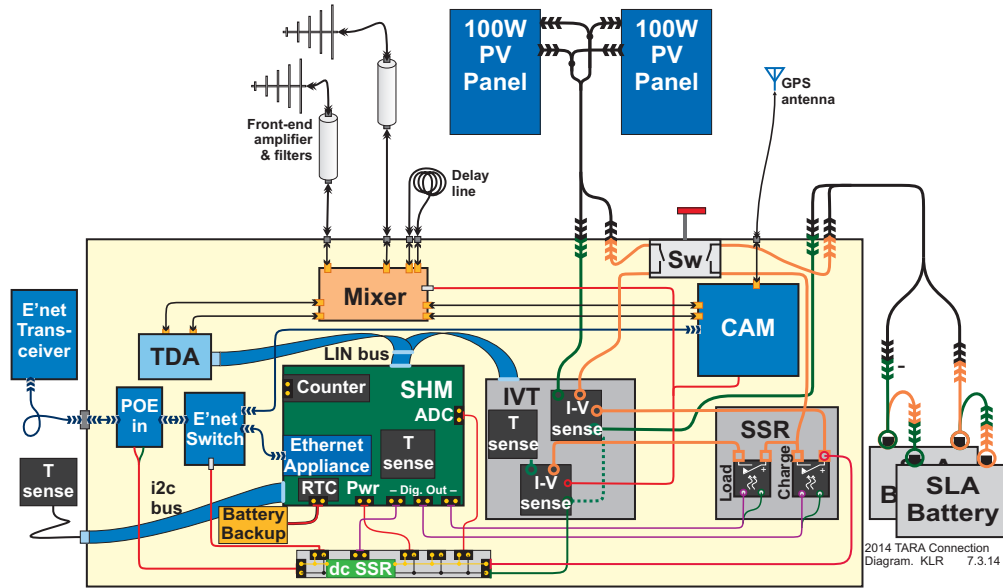 100W
PV
Panel
100W
PV
Panel
GPS
antenna
Front-end
amplifier
& filters
Delay
line
Sw
Mixer
E'net
Trans-
ceiver
CAM
TDA
LIN bus
Counter
SHM
ADC
IVT
I-V
sense
T
sense
POE
in
E'net
Switch
Ethernet
Appliance
T
sense
SSR
T
sense
I-V
sense
Load
Charge
i2c
bus
RTC
Pwr
– Dig. Out –
Battery
Backup
dc SSR
-
B
A
SLA
Battery
2014 TARA Connection
Diagram. KLR 7.3.14.